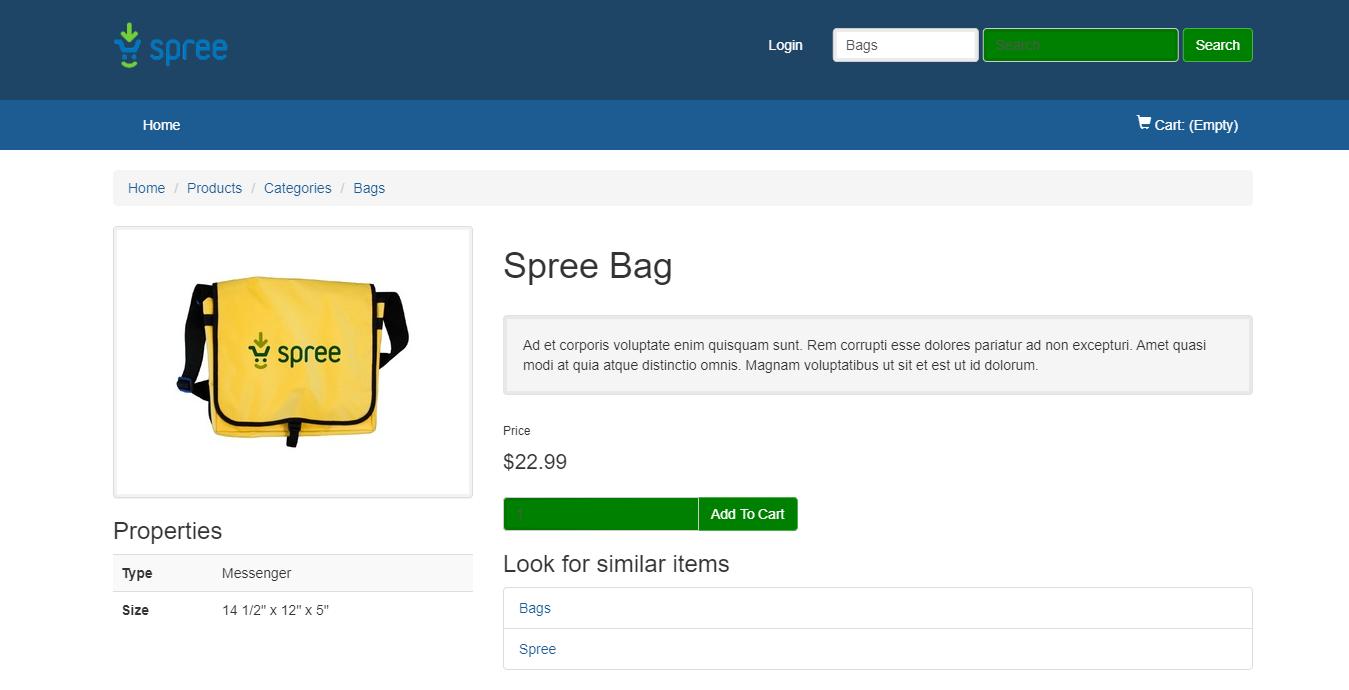 spree
Login
Bags
Search
Search
Home
Cart: (Empty)
Home / Products / Categories / Bags
spree
Spree Bag
Ad et corporis voluptate enim quisquam sunt. Rem corrupti esse dolores pariatur ad non excepturi. Amet quasi
modi at quia atque distinctio omnis. Magnam voluptatibus ut sit et est ut id dolorum.
Price
$22.99
1
Add To Cart
Properties
Type Messenger
Size 14 1/2" x 12" x 5"
Look for similar items
Bags
Spree